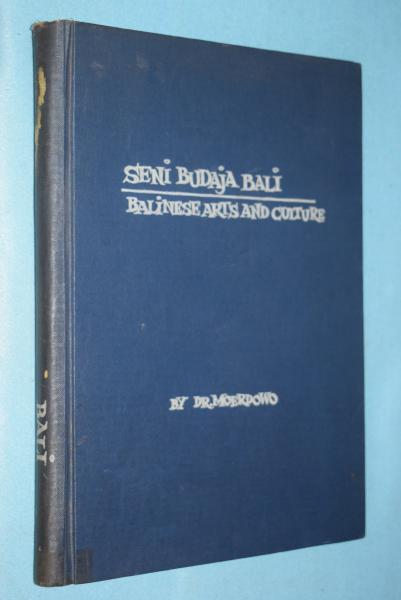 SENi BUDAjA BALi
BALiNESE ARTS AND CULTURE
BY DR. MOERDOWO
BALi